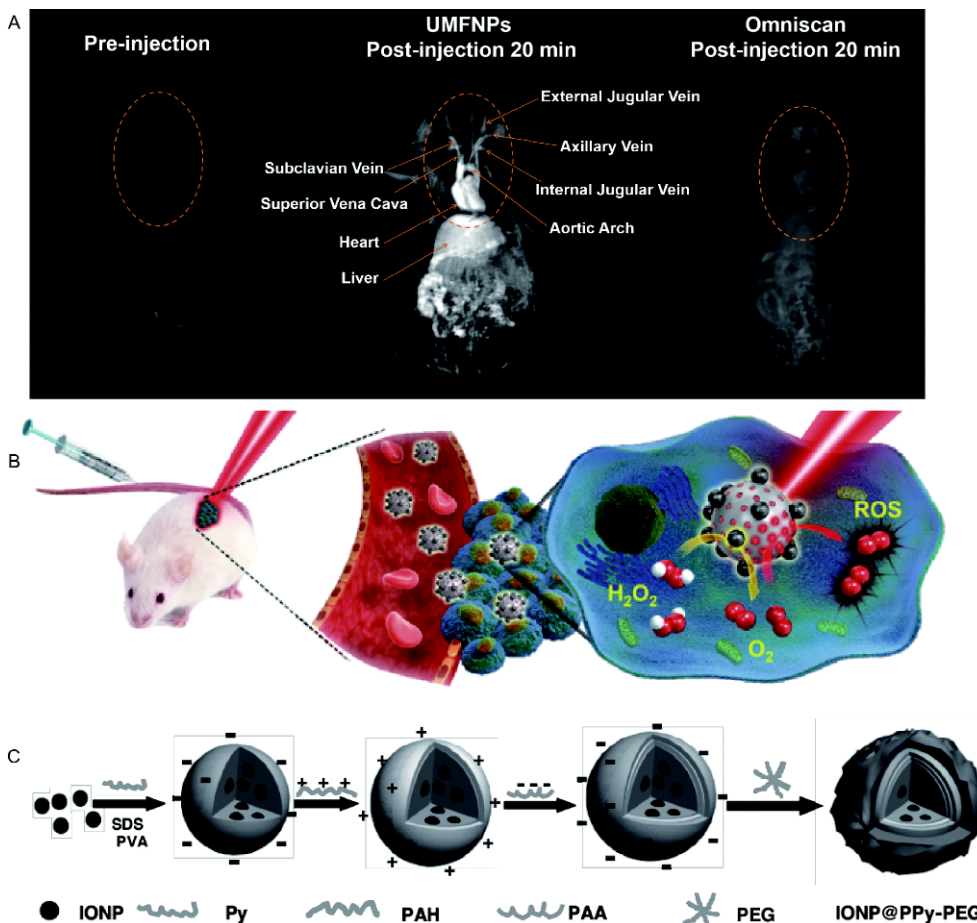 A
Pre-injection
UMFNPs
Post-injection 20 min
Omniscan
Post-injection 20 min
External Jugular Vein
Axillary Vein
Subclavian Vein
Internal Jugular Vein
Superior Vena Cava
Aortic Arch
Heart
Liver
B
ROS
H₂O₂
O₂
C
SDS
PVA
+ + +
- - -
IONP
Py
PAH
PAA
PEG
IONP@PPy-PEG